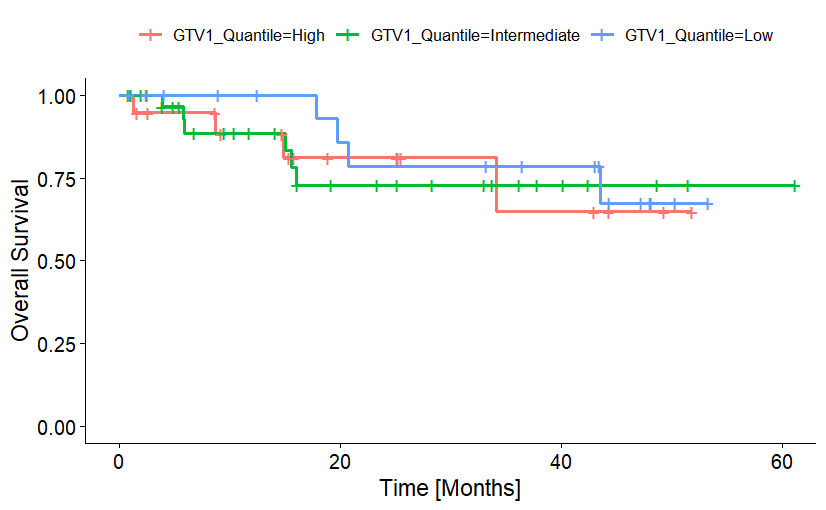 GTV1_Quantile=High GTV1_Quantile=Intermediate GTV1_Quantile=Low
Overall Survival
1.00
0.75
0.50
0.25
0.00
0 20 40 60
Time [Months]